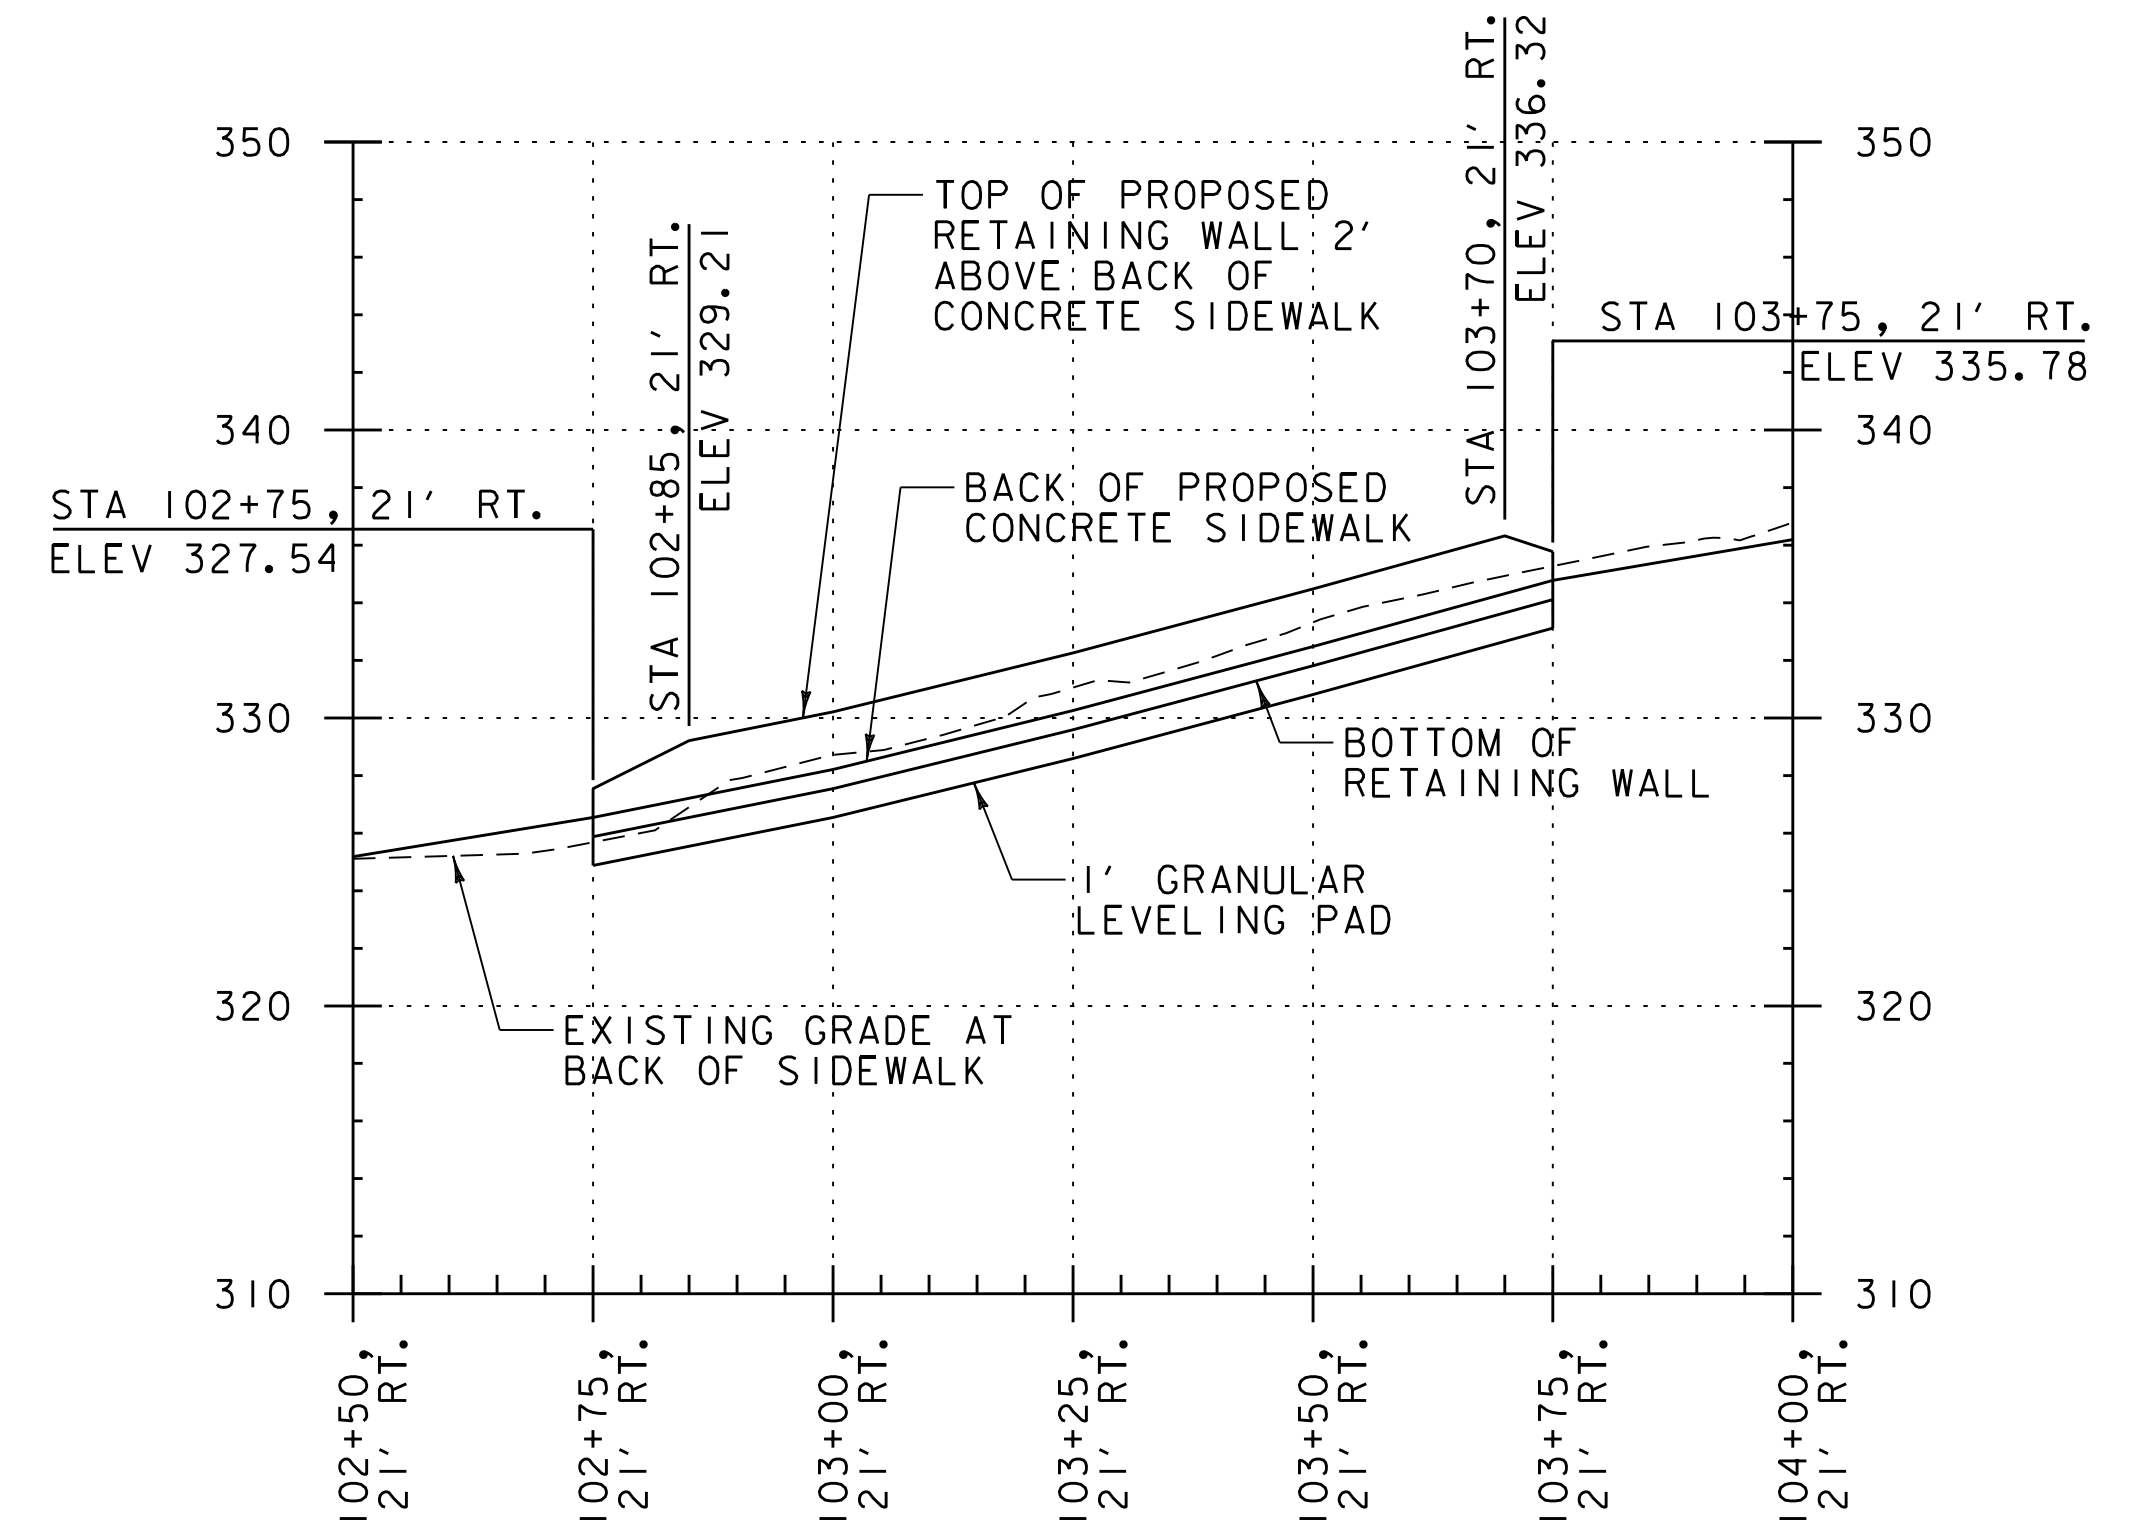 350
350
TOP OF PROPOSED
RETAINING WALL 2'
ABOVE BACK OF
CONCRETE SIDEWALK
STA 102+85, 21' RT.
ELEV 329.21
STA 103+70, 21' RT.
ELEV 336.32
STA 103+75, 21' RT.
ELEV 335.78
340
340
STA 102+75, 21' RT.
ELEV 327.54
BACK OF PROPOSED
CONCRETE SIDEWALK
330
330
BOTTOM OF
RETAINING WALL
1' GRANULAR
LEVELING PAD
320
320
EXISTING GRADE AT
BACK OF SIDEWALK
310
310
102+50,
21' RT.
102+75,
21' RT.
103+00,
21' RT.
103+25,
21' RT.
103+50,
21' RT.
103+75,
21' RT.
104+00,
21' RT.